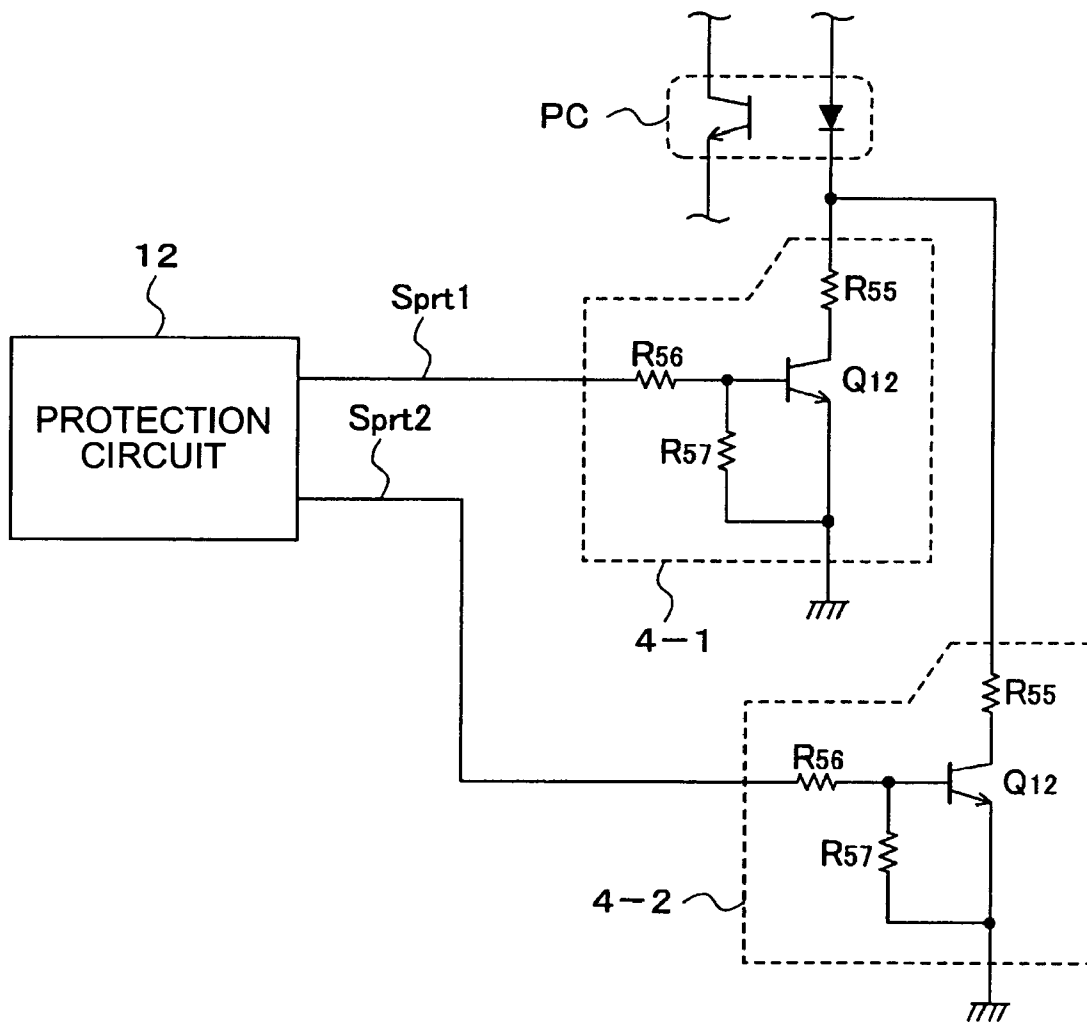 PC
12
Sprt1
R55
R56
Q12
PROTECTION
CIRCUIT
Sprt2
R57
4-1
R55
R56
Q12
R57
4-2